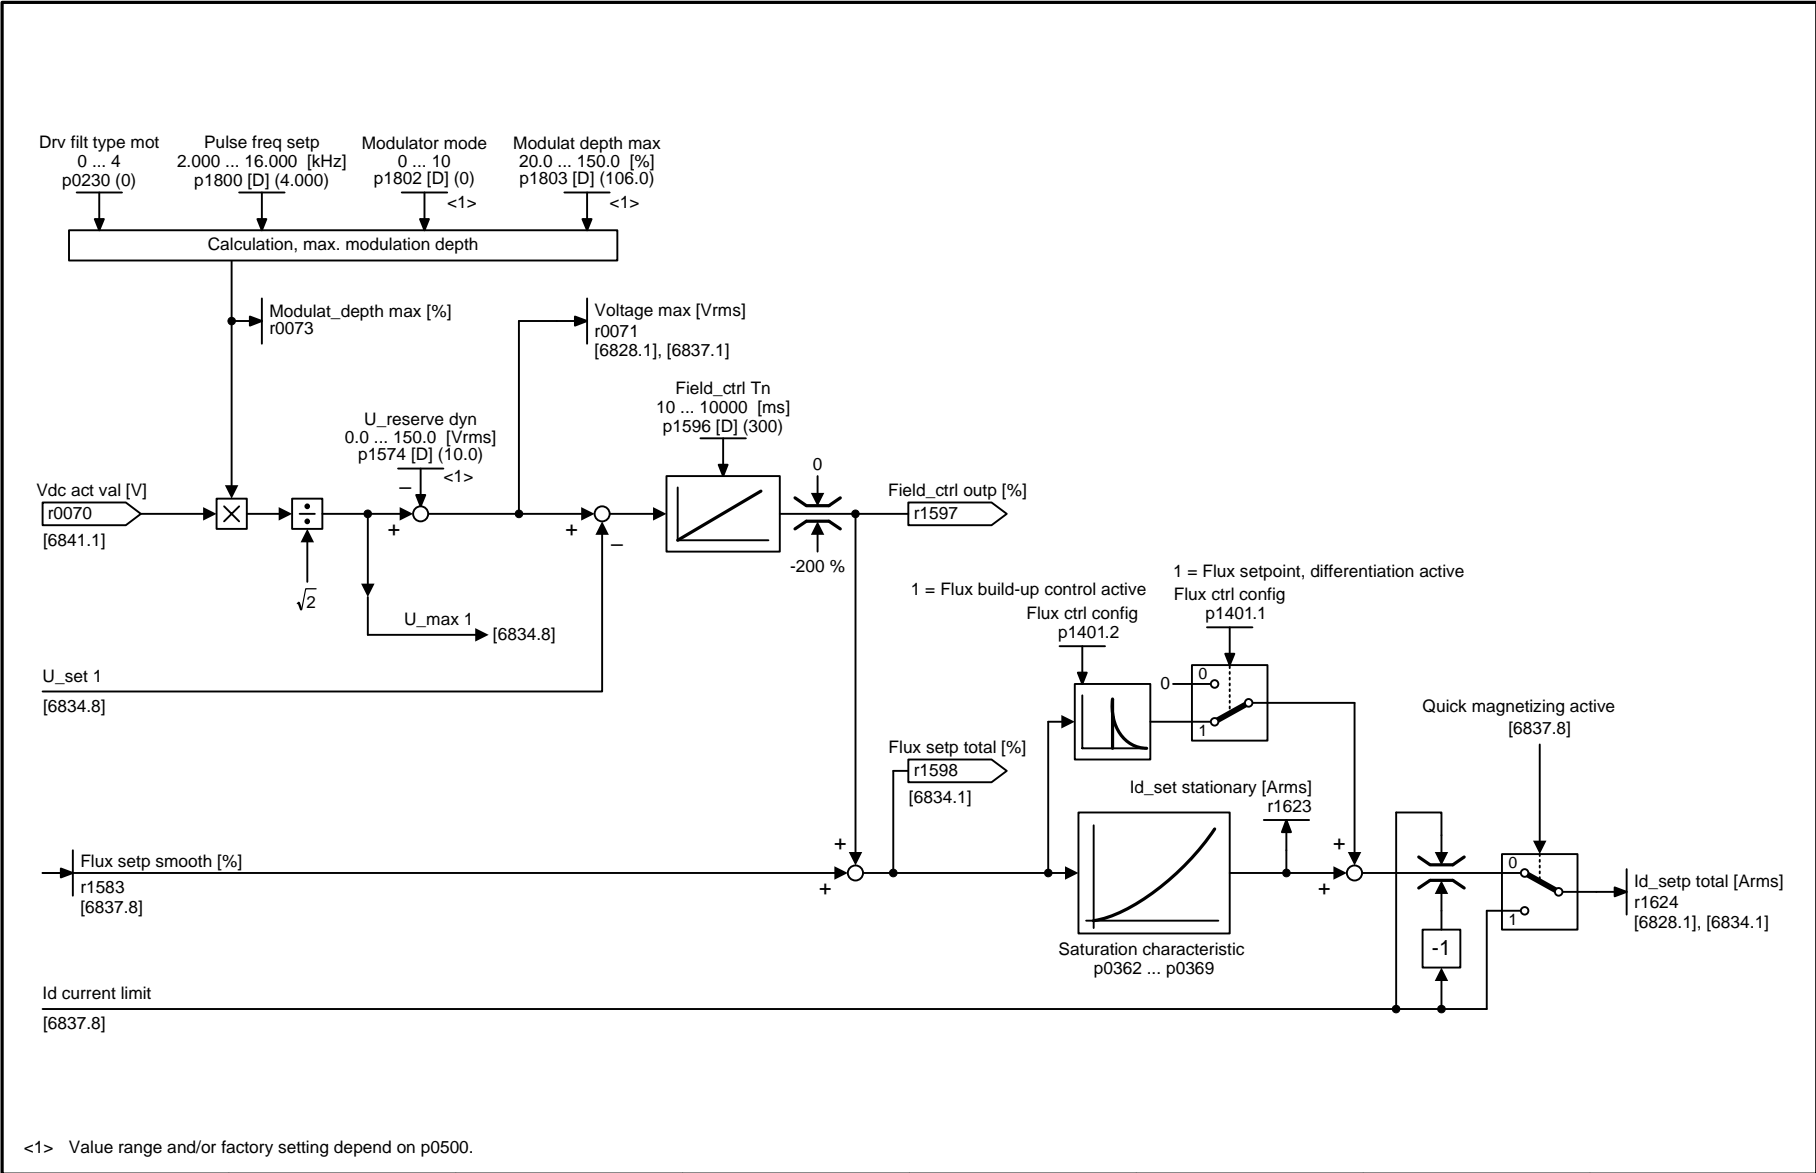 Drv filt type mot
0 ... 4
p0230 (0)
Pulse freq setp
2.000 ... 16.000 [kHz]
p1800 [D] (4.000)
Modulator mode
0 ... 10
p1802 [D] (0)
<1>
Modulat depth max
20.0 ... 150.0 [%]
p1803 [D] (106.0)
<1>
Calculation, max. modulation depth
Modulat_depth max [%]
r0073
Voltage max [Vrms]
r0071
[6828.1], [6837.1]
Field_ctrl Tn
10 ... 10000 [ms]
p1596 [D] (300)
U_reserve dyn
0.0 ... 150.0 [Vrms]
p1574 [D] (10.0)
<1>
–
0
Vdc act val [V]
r0070
[6841.1]
×
÷
√2
+
+
–
-200 %
Field_ctrl outp [%]
r1597
U_max 1
[6834.8]
U_set 1
[6834.8]
1 = Flux build-up control active
Flux ctrl config
p1401.2
1 = Flux setpoint, differentiation active
Flux ctrl config
p1401.1
0
0
1
Quick magnetizing active
[6837.8]
Flux setp total [%]
r1598
[6834.1]
Id_set stationary [Arms]
r1623
Flux setp smooth [%]
r1583
[6837.8]
+
+
+
+
Saturation characteristic
p0362 ... p0369
0
1
-1
Id_setp total [Arms]
r1624
[6828.1], [6834.1]
Id current limit
[6837.8]
<1> Value range and/or factory setting depend on p0500.